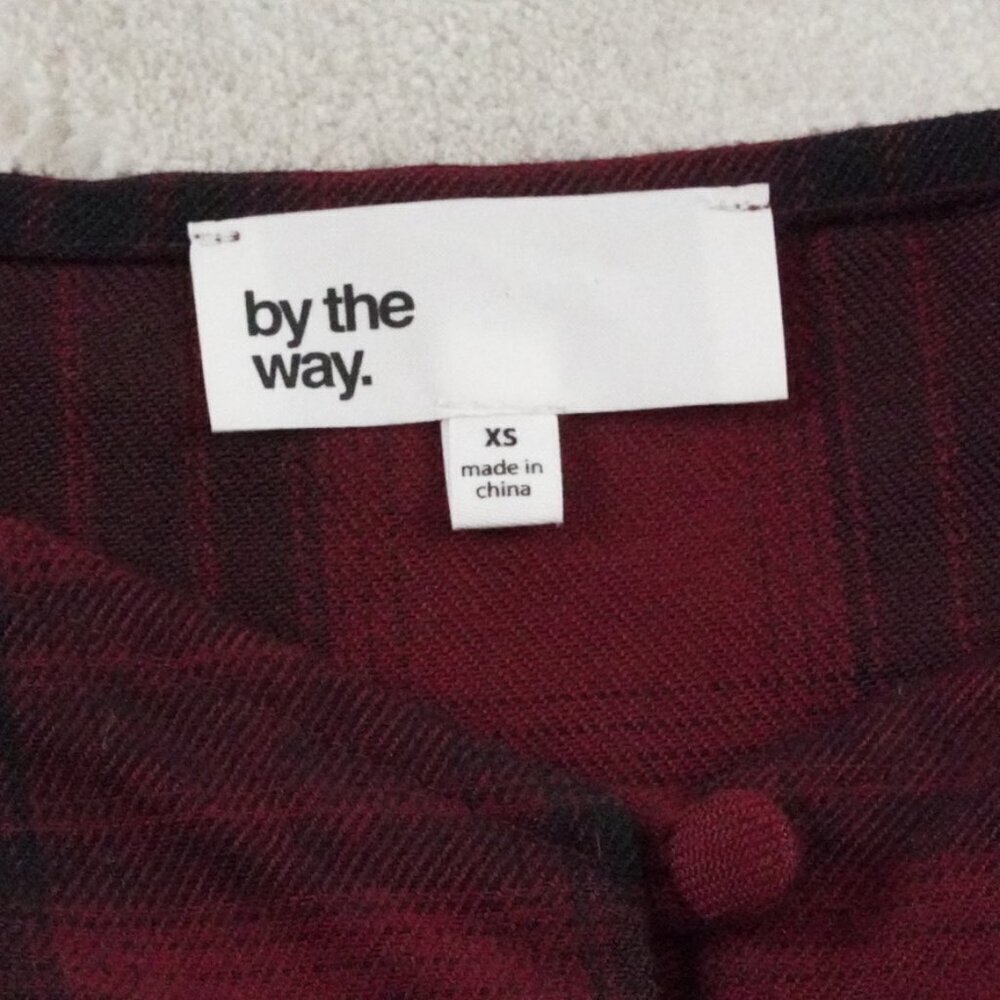 by the
way.
XS
made in
china